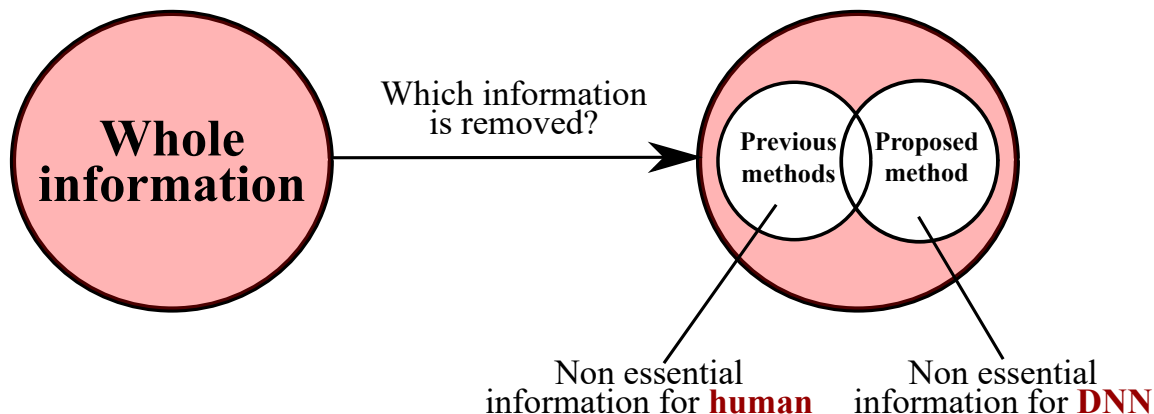 Whole
information
Which information
is removed?
Previous
methods
Proposed
method
Non essential
information for human
Non essential
information for DNN